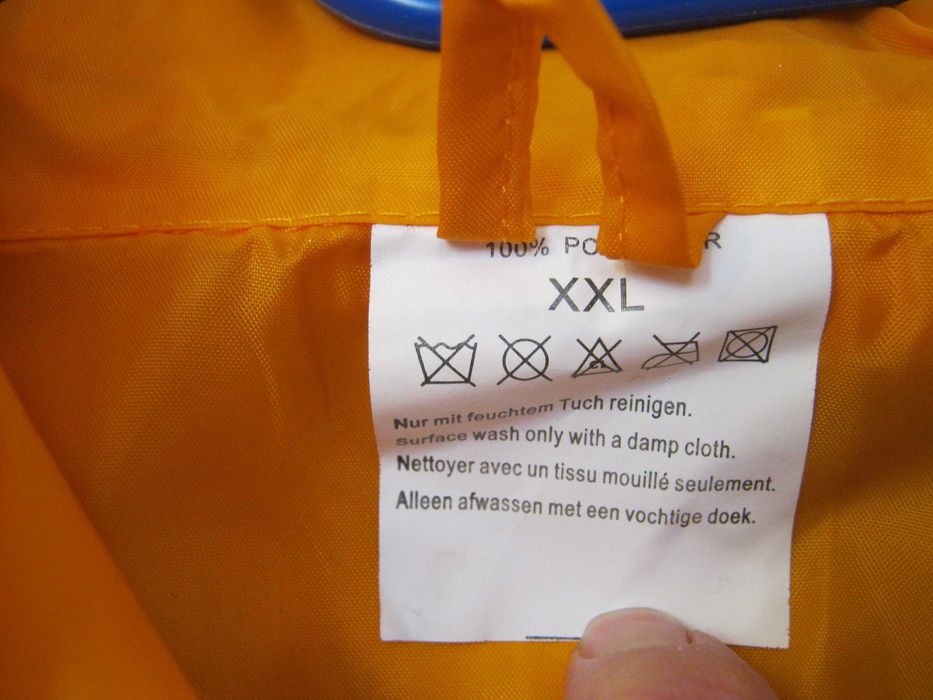 100%
XXL
CL
Nur mit feuchtem Tuch reinigen.
Surface wash only with a damp cloth.
Nettoyer avec un tissu mouillé seulement.
Alleen afwassen met een vochtige doek.